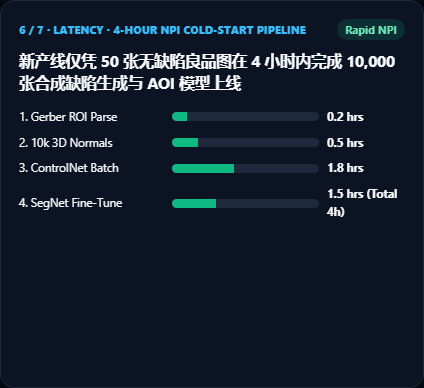 6 / 7 · LATENCY · 4-HOUR NPI COLD-START PIPELINE
Rapid NPI
新产线仅凭 50 张无缺陷良品图在 4 小时内完成 10,000
张合成缺陷生成与 AOI 模型上线
1. Gerber ROI Parse
0.2 hrs
2. 10k 3D Normals
0.5 hrs
3. ControlNet Batch
1.8 hrs
4. SegNet Fine-Tune
1.5 hrs (Total
4h)